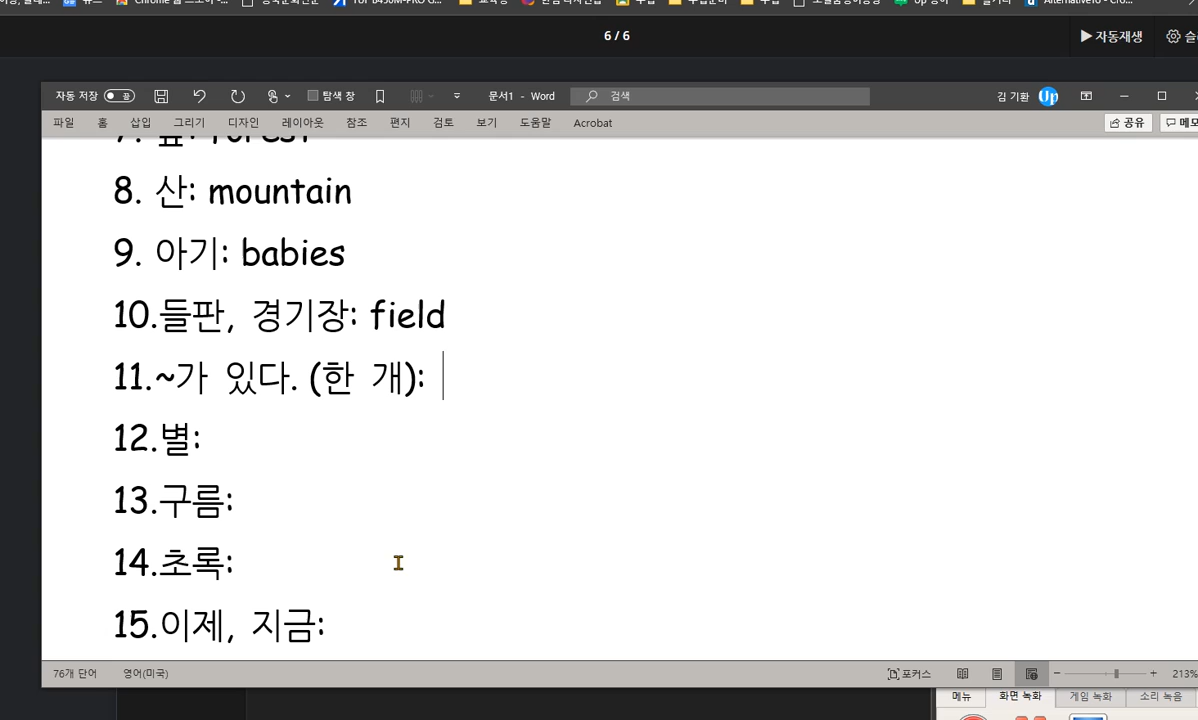 6 / 6
▶ 자동재생
자동 저장 끔 탐색 창 문서1 - Word 검색 김 기환 Up
파일 홈 삽입 그리기 디자인 레이아웃 참조 편지 검토 보기 도움말 Acrobat 공유
8. 산: mountain
9. 아기: babies
10.들판, 경기장: field
11.~가 있다. (한 개):
12.별:
13.구름:
14.초록:
15.이제, 지금:
76개 단어 영어(미국) 포커스 213%
메뉴 화면 녹화 게임 녹화 소리 녹음